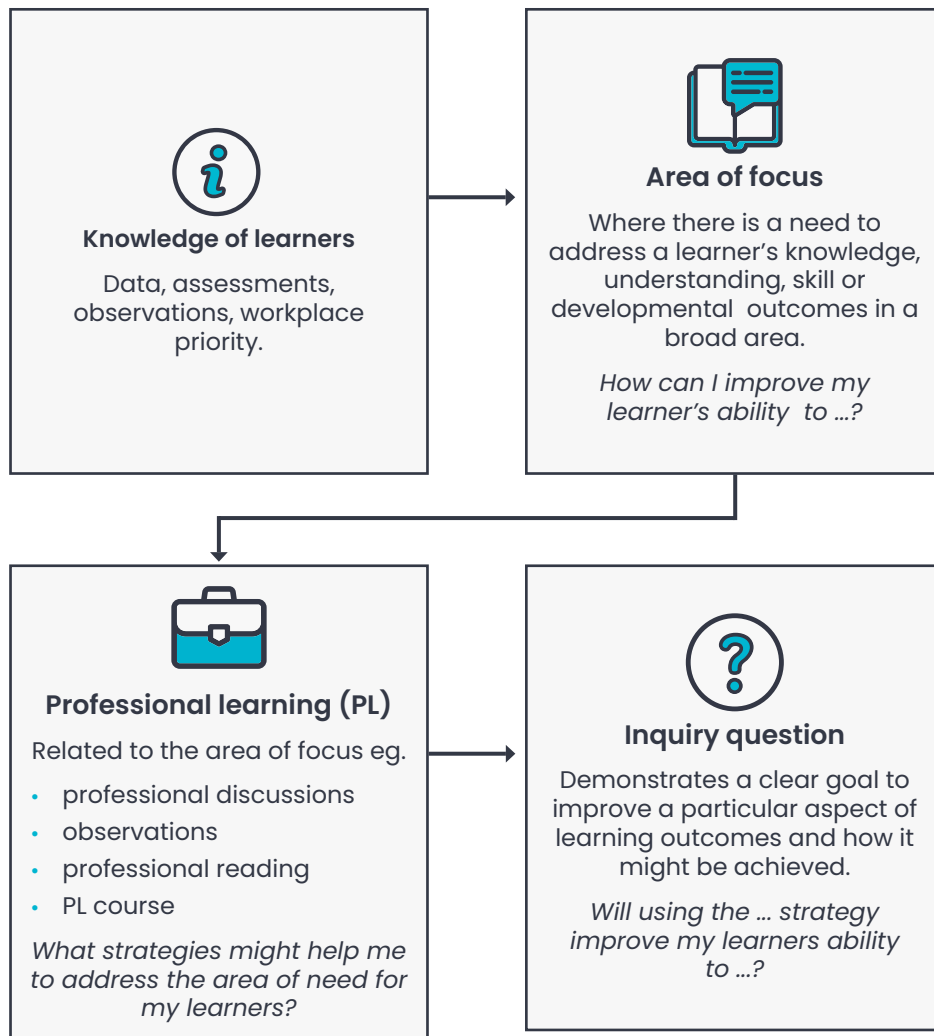 Knowledge of learners
Data, assessments,
observations, workplace
priority.
Area of focus
Where there is a need to
address a learner’s knowledge,
understanding, skill or
developmental outcomes in a
broad area.
How can I improve my
learner’s ability to ...?
Professional learning (PL)
Related to the area of focus eg.
• professional discussions
• observations
• professional reading
• PL course
What strategies might help me
to address the area of need for
my learners?
Inquiry question
Demonstrates a clear goal to
improve a particular aspect of
learning outcomes and how it
might be achieved.
Will using the ... strategy
improve my learners ability
to ...?